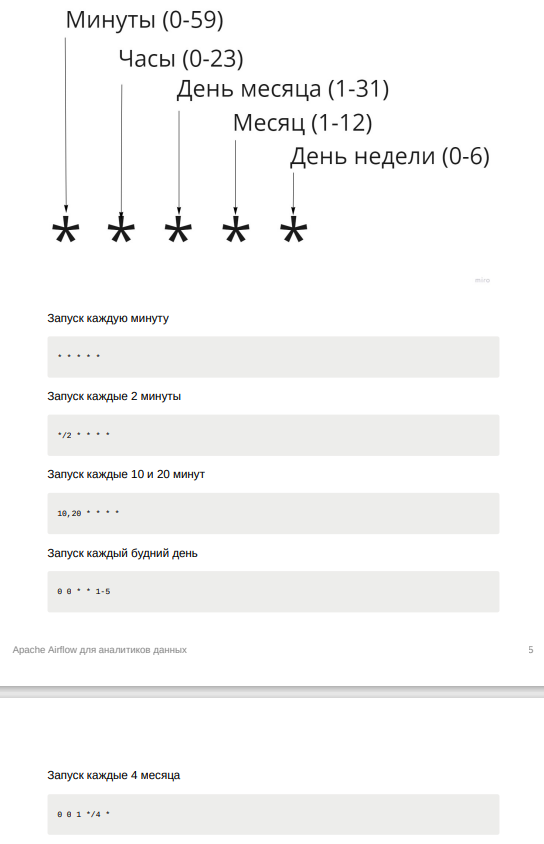 Минуты (0-59)
Часы (0-23)
День месяца (1-31)
Месяц (1-12)
День недели (0-6)
* * * * *
miro
Запуск каждую минуту
* * * * *
Запуск каждые 2 минуты
*/2 * * * *
Запуск каждые 10 и 20 минут
10,20 * * * *
Запуск каждый будний день
0 0 * * 1-5
Apache Airflow для аналитиков данных 5
Запуск каждые 4 месяца
0 0 1 */4 *